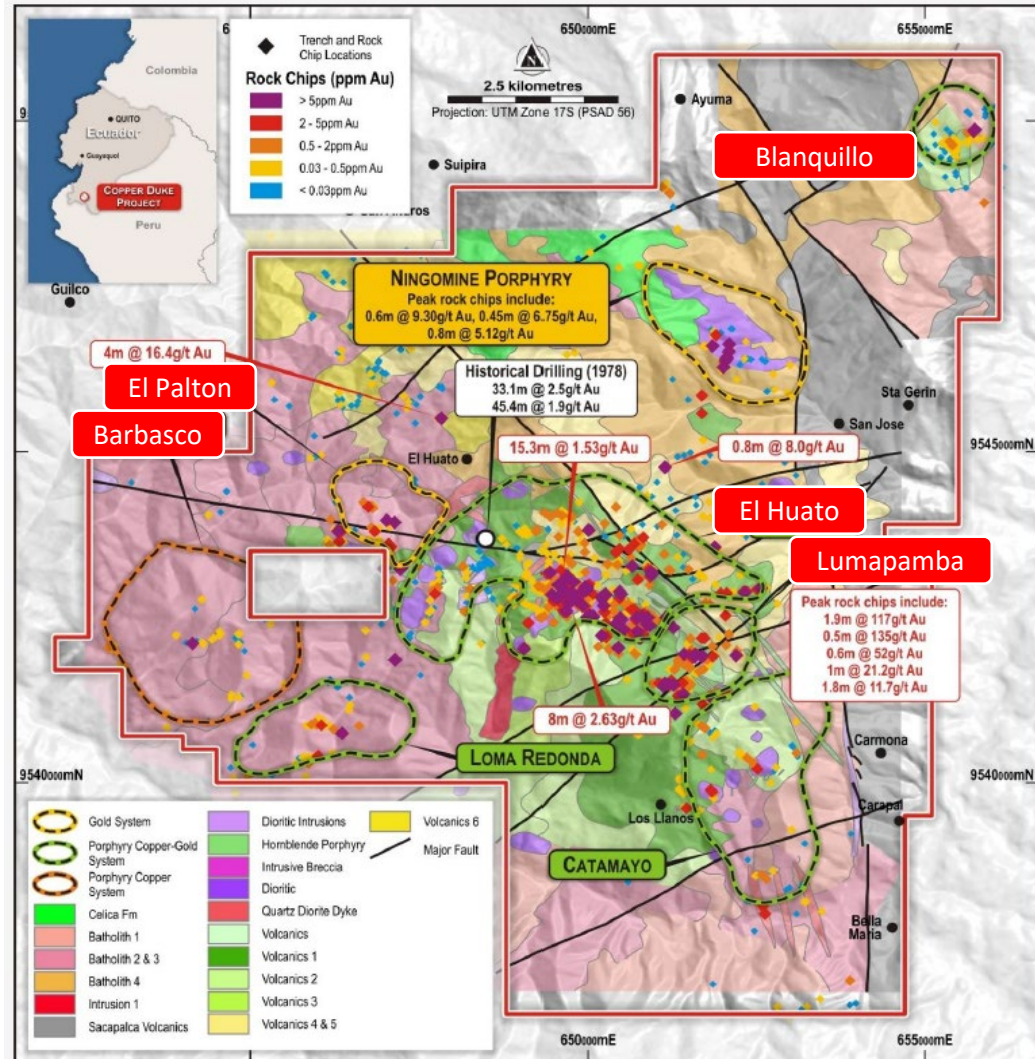 Colombia
QUITO
Ecuador
Guayaquil
COPPER DUKE
PROJECT
Peru
Trench and Rock
Chip Locations
Rock Chips (ppm Au)
> 5ppm Au
2 - 5ppm Au
0.5 - 2ppm Au
0.03 - 0.5ppm Au
< 0.03ppm Au
650000mE
655000mE
N
2.5 kilometres
Projection: UTM Zone 17S (PSAD 56)
Ayuma
Suipira
Blanquillo
Guilco
NINGOMINE PORPHYRY
Peak rock chips include:
0.6m @ 9.30g/t Au, 0.45m @ 6.75g/t Au,
0.8m @ 5.12g/t Au
4m @ 16.4g/t Au
El Palton
Barbasco
Historical Drilling (1978)
33.1m @ 2.5g/t Au
45.4m @ 1.9g/t Au
Sta Gerin
San Jose
El Huato
15.3m @ 1.53g/t Au
0.8m @ 8.0g/t Au
9545000mN
El Huato
Lumapamba
Peak rock chips include:
1.9m @ 117g/t Au
0.5m @ 135g/t Au
0.6m @ 52g/t Au
1m @ 21.2g/t Au
1.8m @ 11.7g/t Au
8m @ 2.63g/t Au
LOMA REDONDA
Carmona
9540000mN
9540000mN
Carapal
Los Llanos
CATAMAYO
Bella
Maria
Gold System
Porphyry Copper-Gold
System
Porphyry Copper
System
Celica Fm
Batholith 1
Batholith 2 & 3
Batholith 4
Intrusion 1
Sacapalca Volcanics
Dioritic Intrusions
Hornblende Porphyry
Intrusive Breccia
Dioritic
Quartz Diorite Dyke
Volcanics
Volcanics 1
Volcanics 2
Volcanics 3
Volcanics 4 & 5
Volcanics 6
Major Fault
650000mE
655000mE